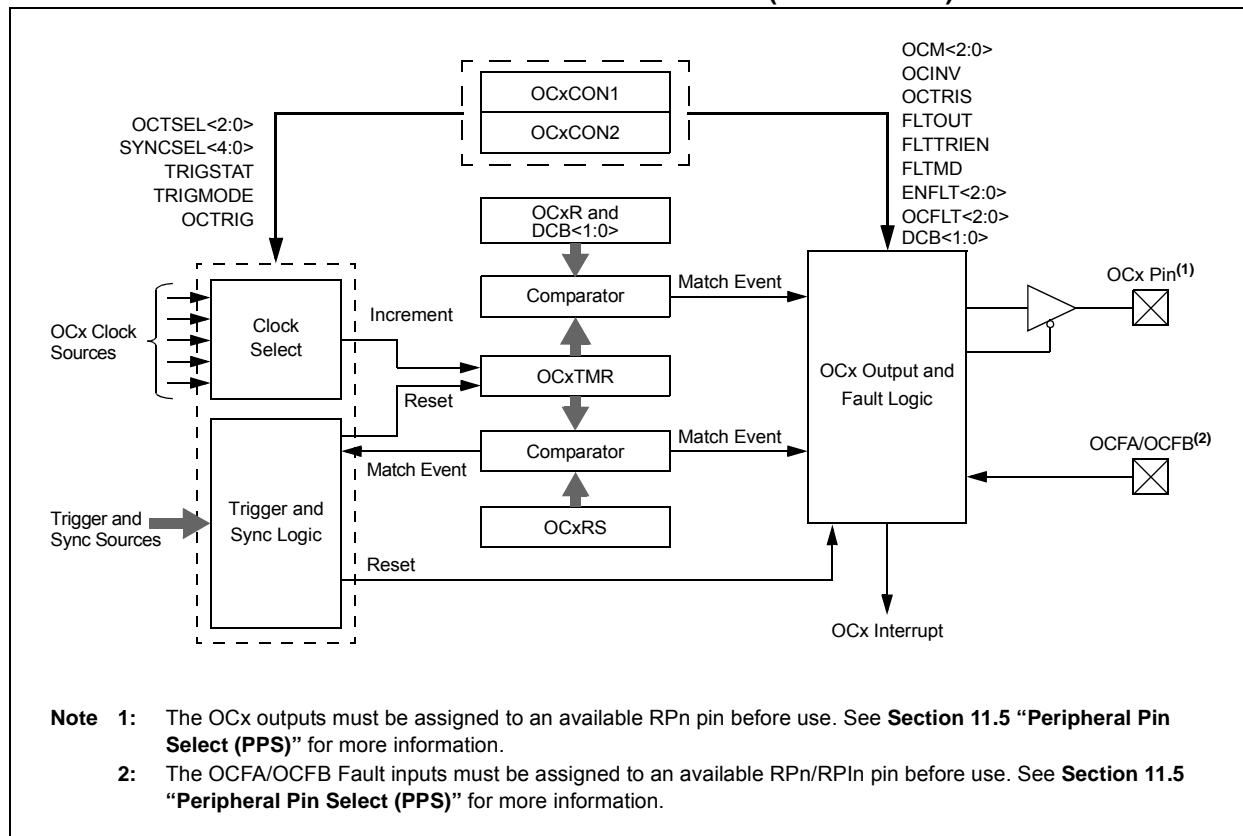 OCxCON1
OCxCON2
OCTSEL<2:0>
SYNCSEL<4:0>
TRIGSTAT
TRIGMODE
OCTRIG
OCM<2:0>
OCINV
OCTRIS
FLTOUT
FLTTRIEN
FLTMD
ENFLT<2:0>
OCFLT<2:0>
DCB<1:0>
OCxR and
DCB<1:0>
OCx Clock
Sources
Clock
Select
Increment
Comparator
Match Event
OCxTMR
Reset
Comparator
Match Event
Match Event
OCxRS
Trigger and
Sync Sources
Trigger and
Sync Logic
Reset
OCx Output and
Fault Logic
OCx Pin(1)
OCFA/OCFB(2)
OCx Interrupt
Note 1: The OCx outputs must be assigned to an available RPn pin before use. See Section 11.5 “Peripheral Pin
Select (PPS)” for more information.
2: The OCFA/OCFB Fault inputs must be assigned to an available RPn/RPIn pin before use. See Section 11.5
“Peripheral Pin Select (PPS)” for more information.